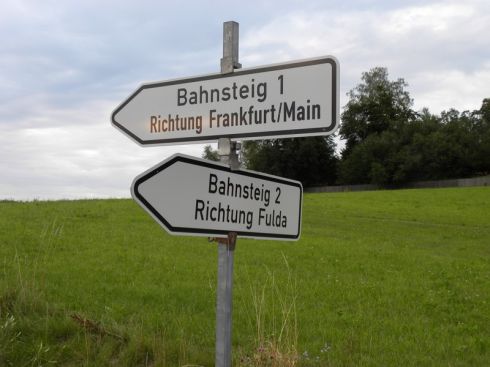 Bahnsteig 1
Richtung Frankfurt/Main
Bahnsteig 2
Richtung Fulda